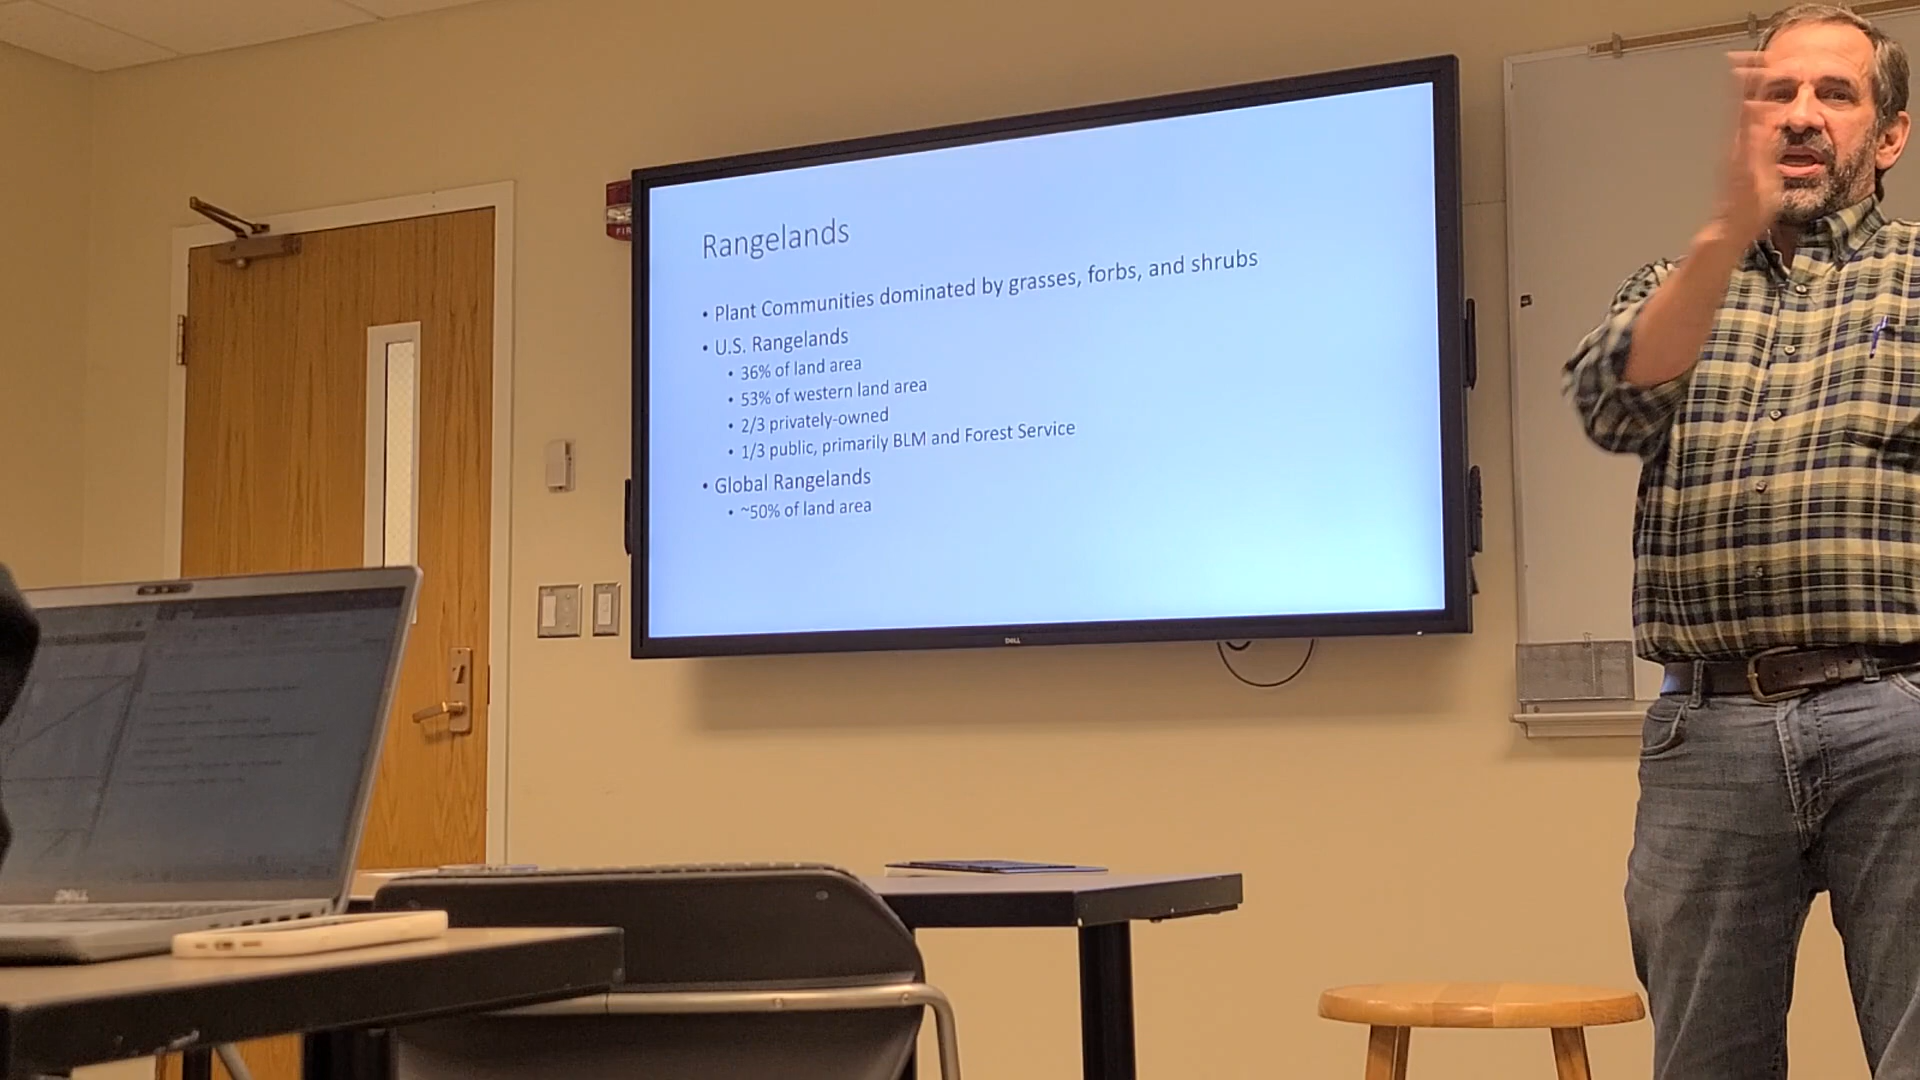 FIR
Rangelands
• Plant Communities dominated by grasses, forbs, and shrubs
• U.S. Rangelands
• 36% of land area
• 53% of western land area
• 2/3 privately-owned
• 1/3 public, primarily BLM and Forest Service
• Global Rangelands
• ~50% of land area
DELL
DELL